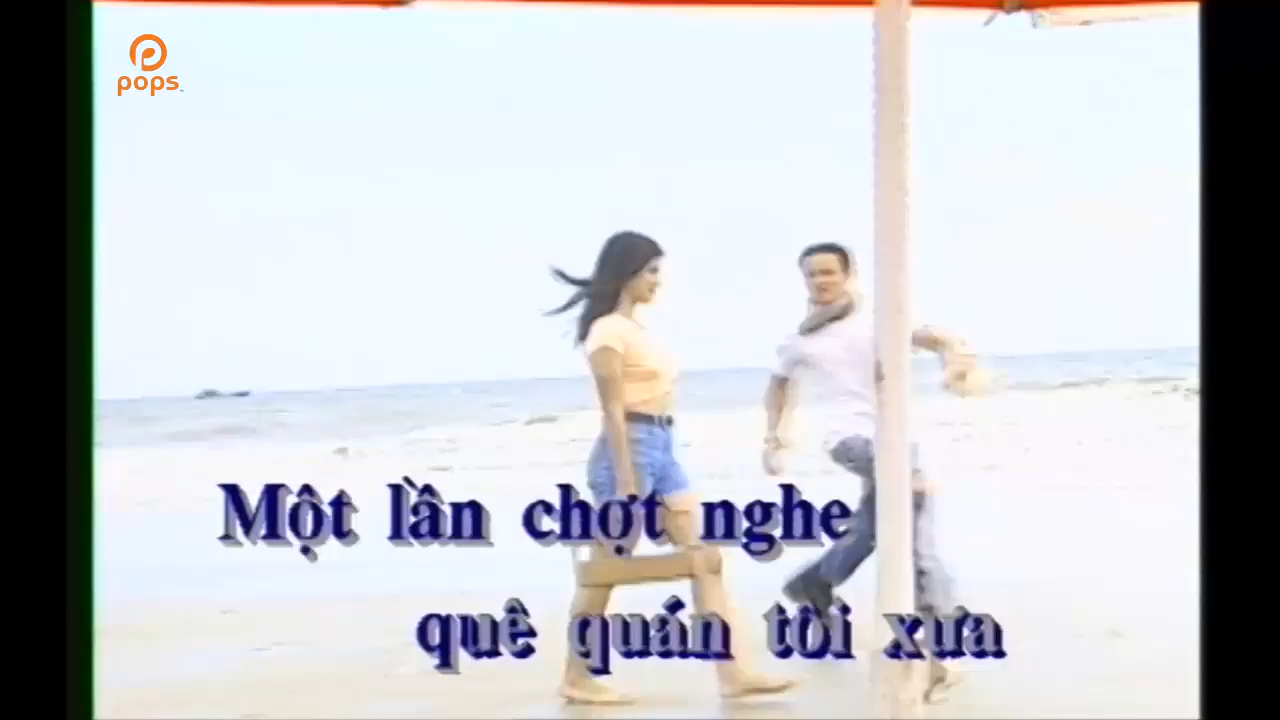 pops
Một lần chợt nghe
quê quán tôi xưa